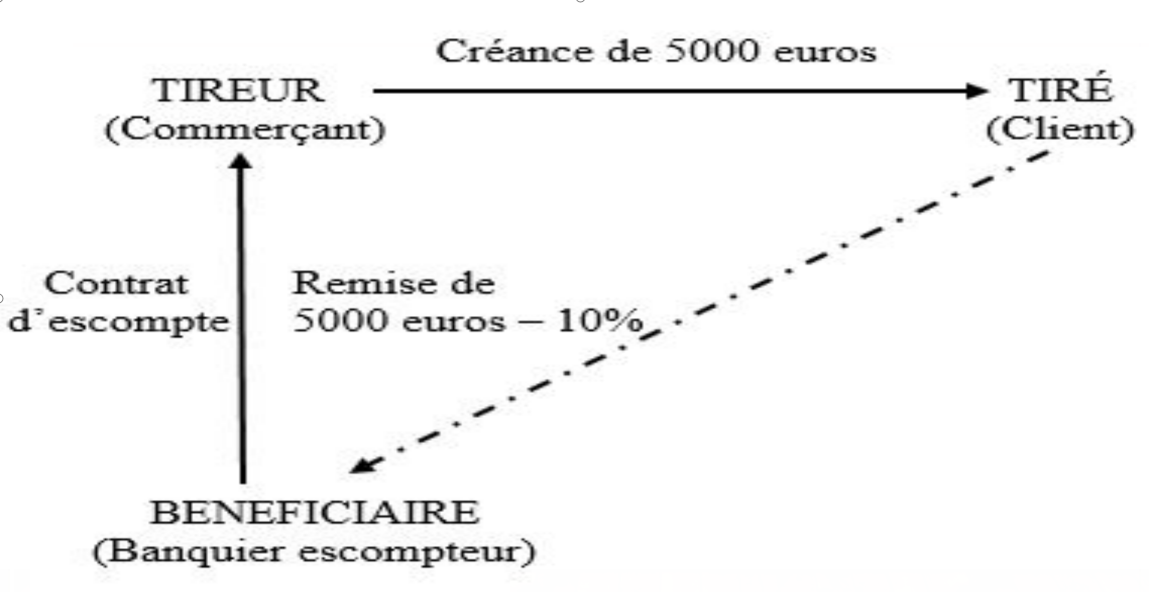 Créance de 5000 euros
TIREUR
TIRÉ
(Commerçant)
(Client)
Contrat
d’escompte
Remise de
5000 euros – 10%
BENEFICIAIRE
(Banquier escompteur)